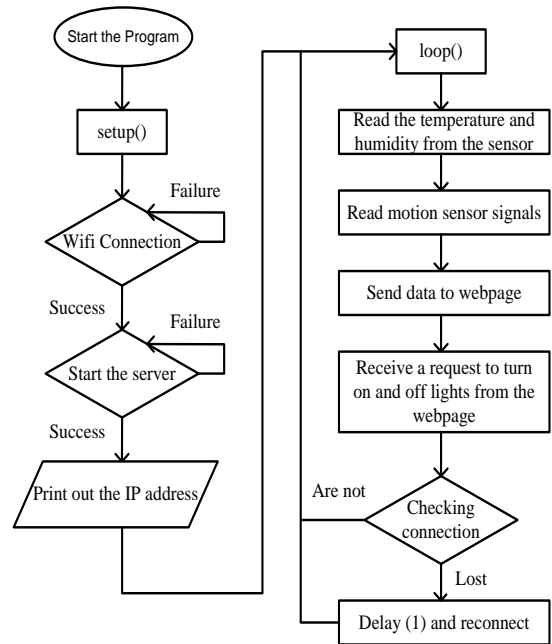 Start the Program
setup()
Failure
Wifi Connection
Success
Failure
Start the server
Success
Print out the IP address
loop()
Read the temperature and
humidity from the sensor
Read motion sensor signals
Send data to webpage
Receive a request to turn
on and off lights from the
webpage
Are not
Checking
connection
Lost
Delay (1) and reconnect